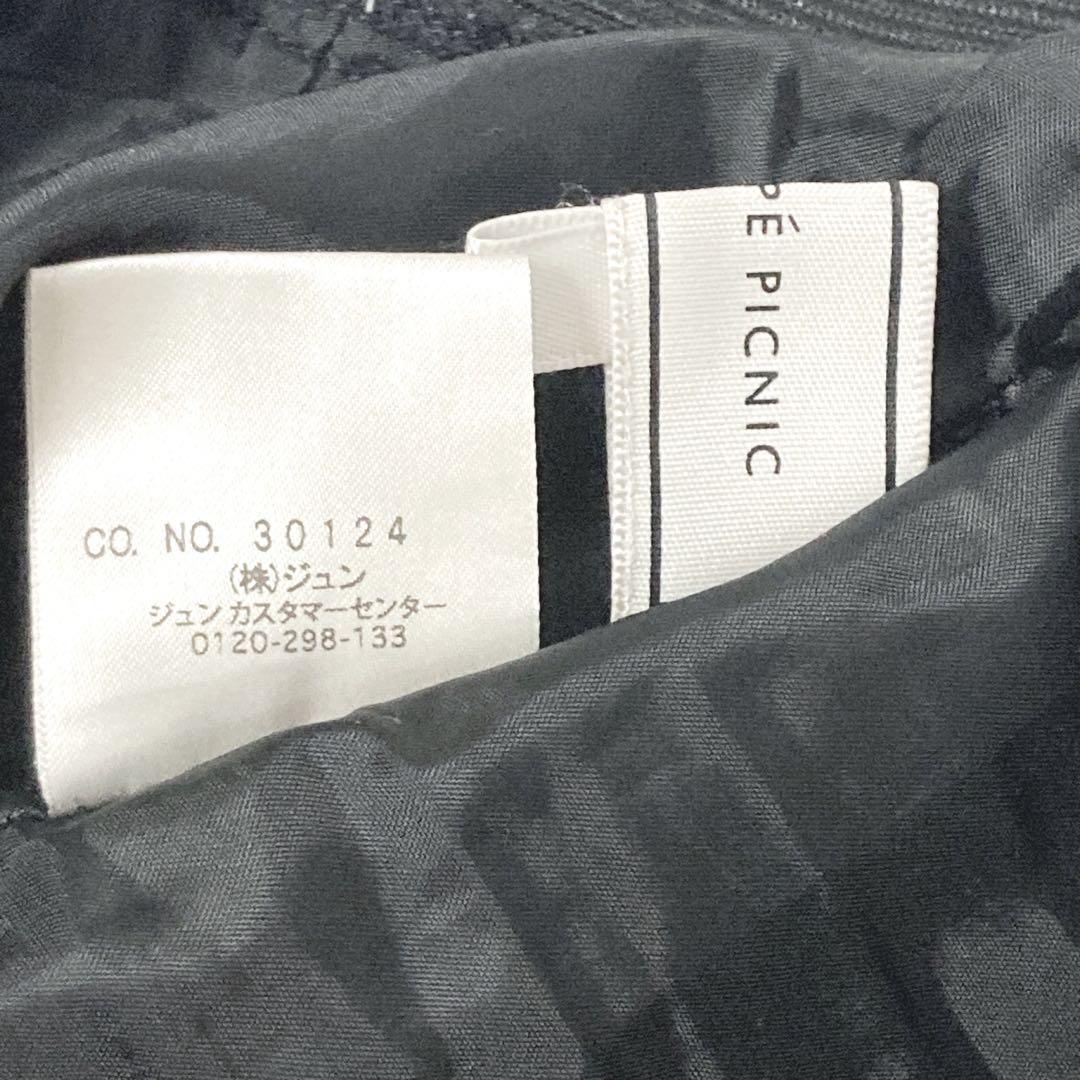 CO. NO. 30124
(株)ジュン
ジュンカスタマーセンター
0120-298-133
PÉ PICNIC